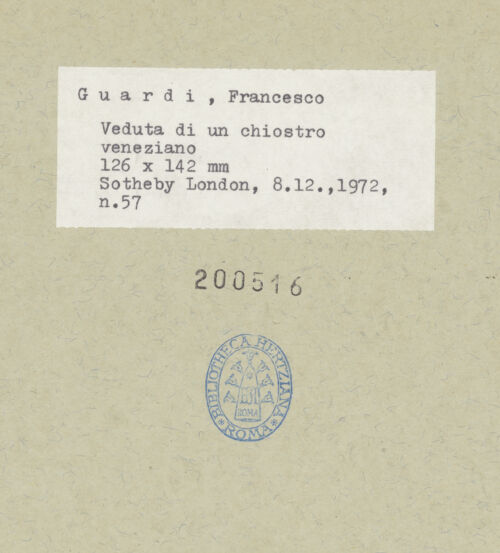 G u a r d i , Francesco
Veduta di un chiostro
veneziano
126 x 142 mm
Sotheby London, 8.12.,1972,
n.57
200516
BIBLIOTHECA HERTZIANA
ROMA
* ROMA *